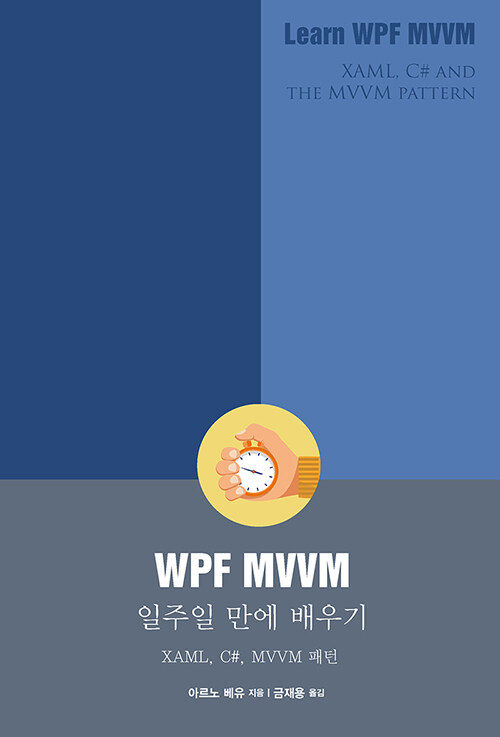 Learn WPF MVVM
XAML, C# AND
THE MVVM PATTERN
WPF MVVM
일주일 만에 배우기
XAML, C#, MVVM 패턴
아르노 베유 지음 | 금재용 옮김